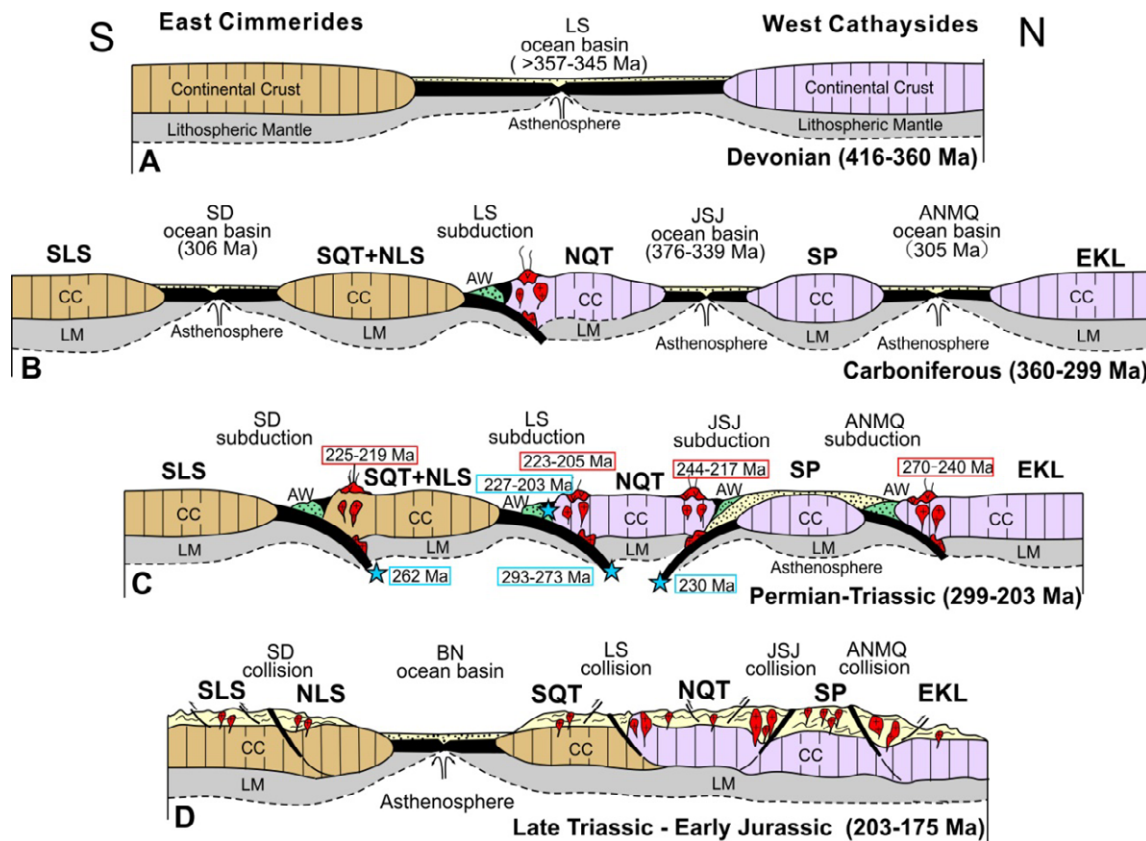 S
East Cimmerides
LS
ocean basin
( >357-345 Ma)
West Cathaysides
N
Continental Crust
Continental Crust
Asthenosphere
Lithospheric Mantle
Lithospheric Mantle
A
Devonian (416-360 Ma)
SD
ocean basin
(306 Ma)
LS
subduction
JSJ
ocean basin
(376-339 Ma)
ANMQ
ocean basin
(305 Ma)
SLS
SQT+NLS
NQT
SP
EKL
AW
CC
CC
CC
CC
CC
LM
Asthenosphere
LM
LM
Asthenosphere
LM
Asthenosphere
LM
B
Carboniferous (360-299 Ma)
SD
subduction
LS
subduction
JSJ
subduction
ANMQ
subduction
225-219 Ma
223-205 Ma
244-217 Ma
270-240 Ma
SLS
SQT+NLS
227-203 Ma
NQT
SP
EKL
AW
AW
AW
AW
CC
CC
CC
CC
CC
LM
LM
LM
LM
Asthenosphere
LM
262 Ma
293-273 Ma
230 Ma
C
Permian-Triassic (299-203 Ma)
SD
collision
BN
ocean basin
LS
collision
JSJ
collision
ANMQ
collision
SLS
NLS
SQT
NQT
SP
EKL
CC
CC
CC
LM
LM
Asthenosphere
D
Late Triassic - Early Jurassic (203-175 Ma)